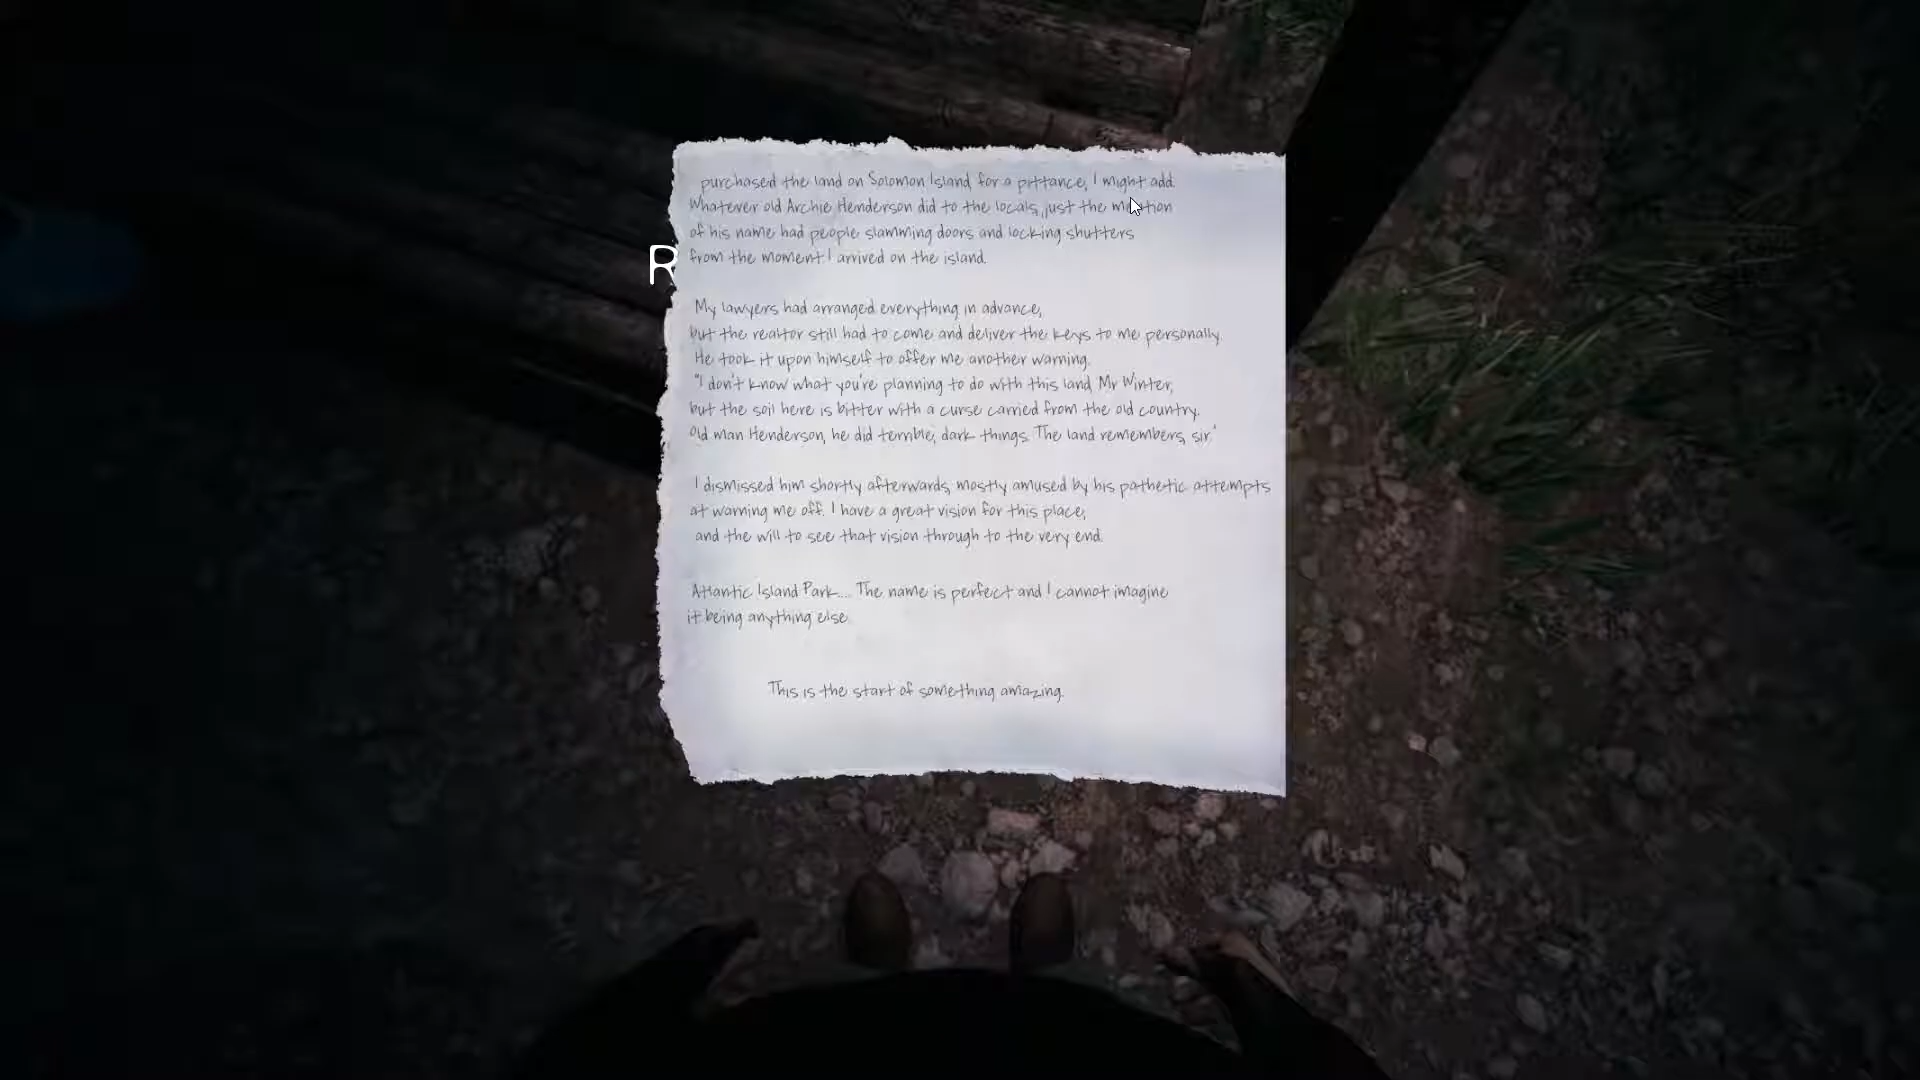 purchased the land on Solomon Island for a pittance, I might add.
Whatever old Archie Henderson did to the locals, just the mention
of his name had people slamming doors and locking shutters
R
from the moment I arrived on the island.
My lawyers had arranged everything in advance,
but the realtor still had to come and deliver the keys to me personally.
He took it upon himself to offer me another warning.
"I don't know what you're planning to do with this land, Mr Winter,
but the soil here is bitter with a curse carried from the old country.
Old man Henderson, he did terrible, dark things. The land remembers, sir."
I dismissed him shortly afterwards, mostly amused by his pathetic attempts
at warning me off. I have a great vision for this place,
and the will to see that vision through to the very end.
Atlantic Island Park.... The name is perfect and I cannot imagine
it being anything else.
This is the start of something amazing.